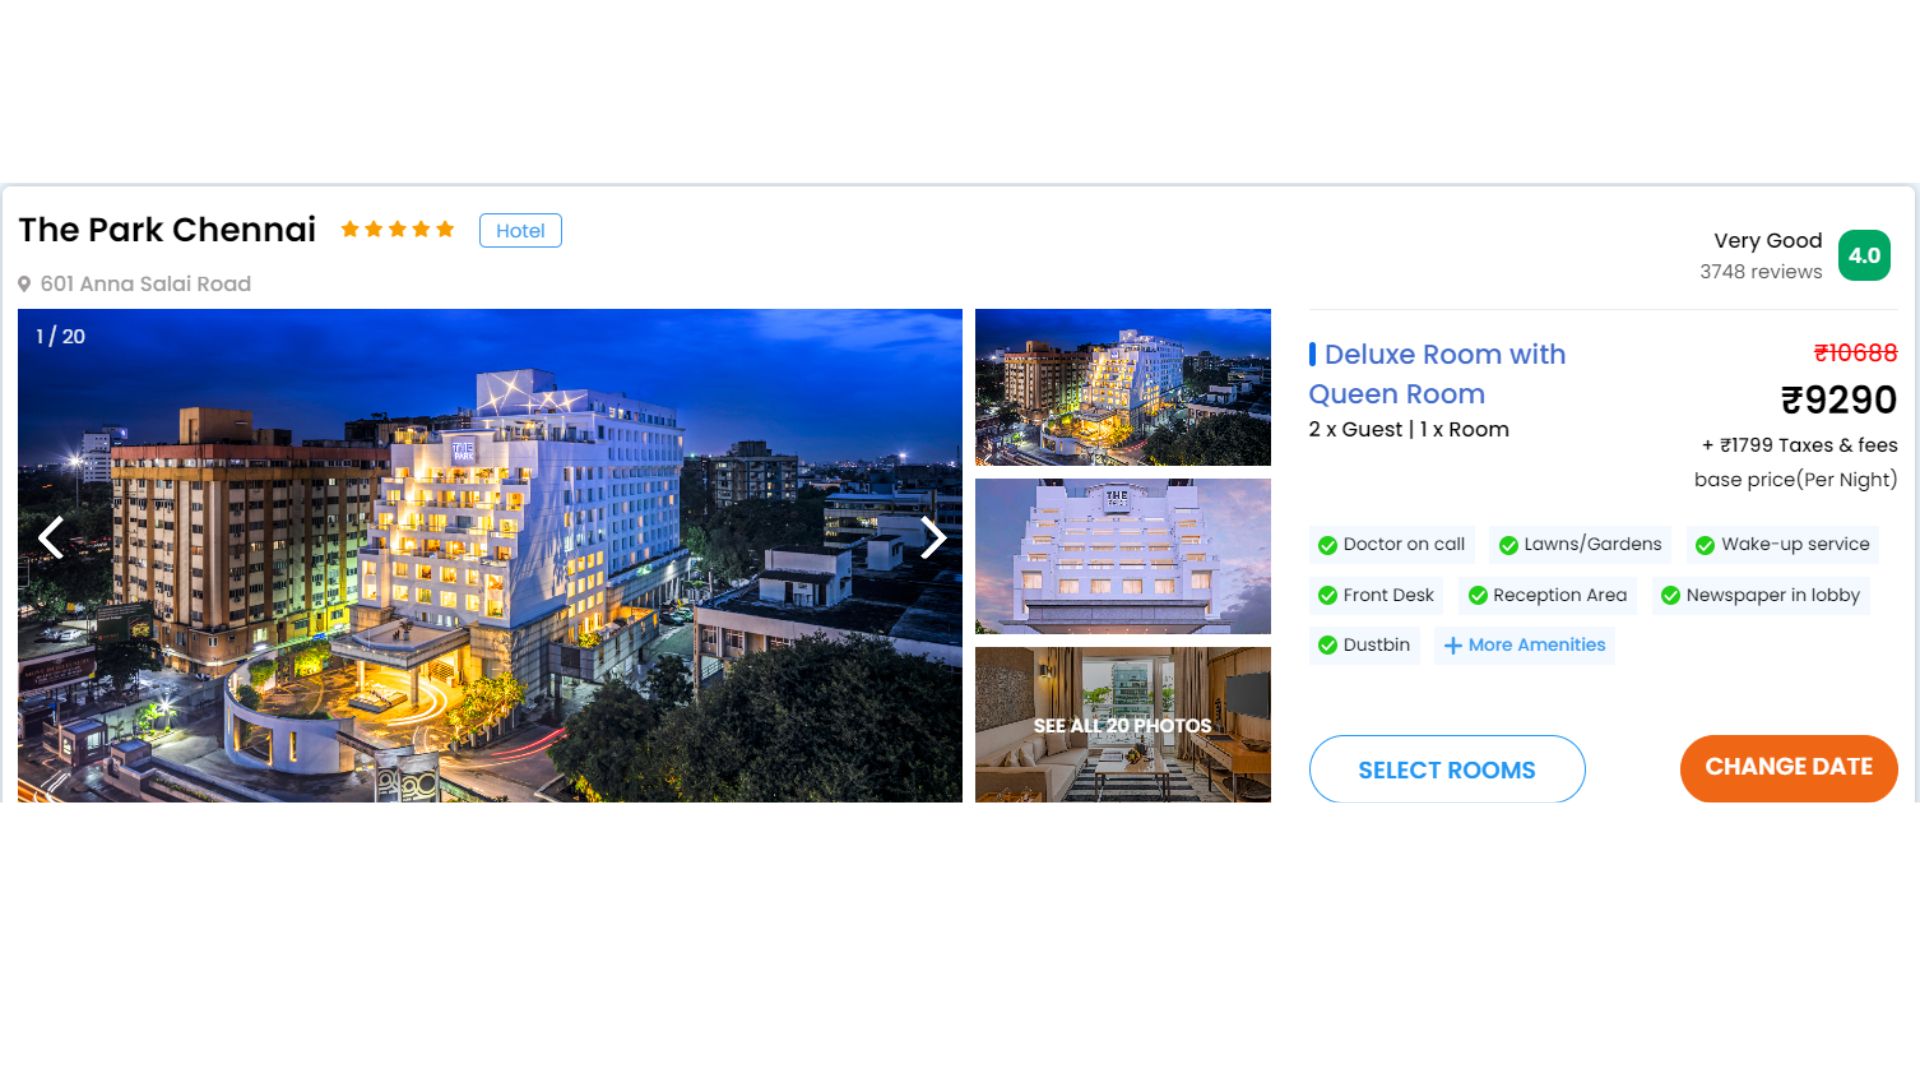 The Park Chennai
Hotel
601 Anna Salai Road
Very Good
3748 reviews
4.0
1 / 20
THE
PARK
THE
SEE ALL 20 PHOTOS
Deluxe Room with
Queen Room
2 x Guest | 1 x Room
₹10688
₹9290
+ ₹1799 Taxes & fees
base price(Per Night)
Doctor on call
Lawns/Gardens
Wake-up service
Front Desk
Reception Area
Newspaper in lobby
Dustbin
+ More Amenities
SELECT ROOMS
CHANGE DATE